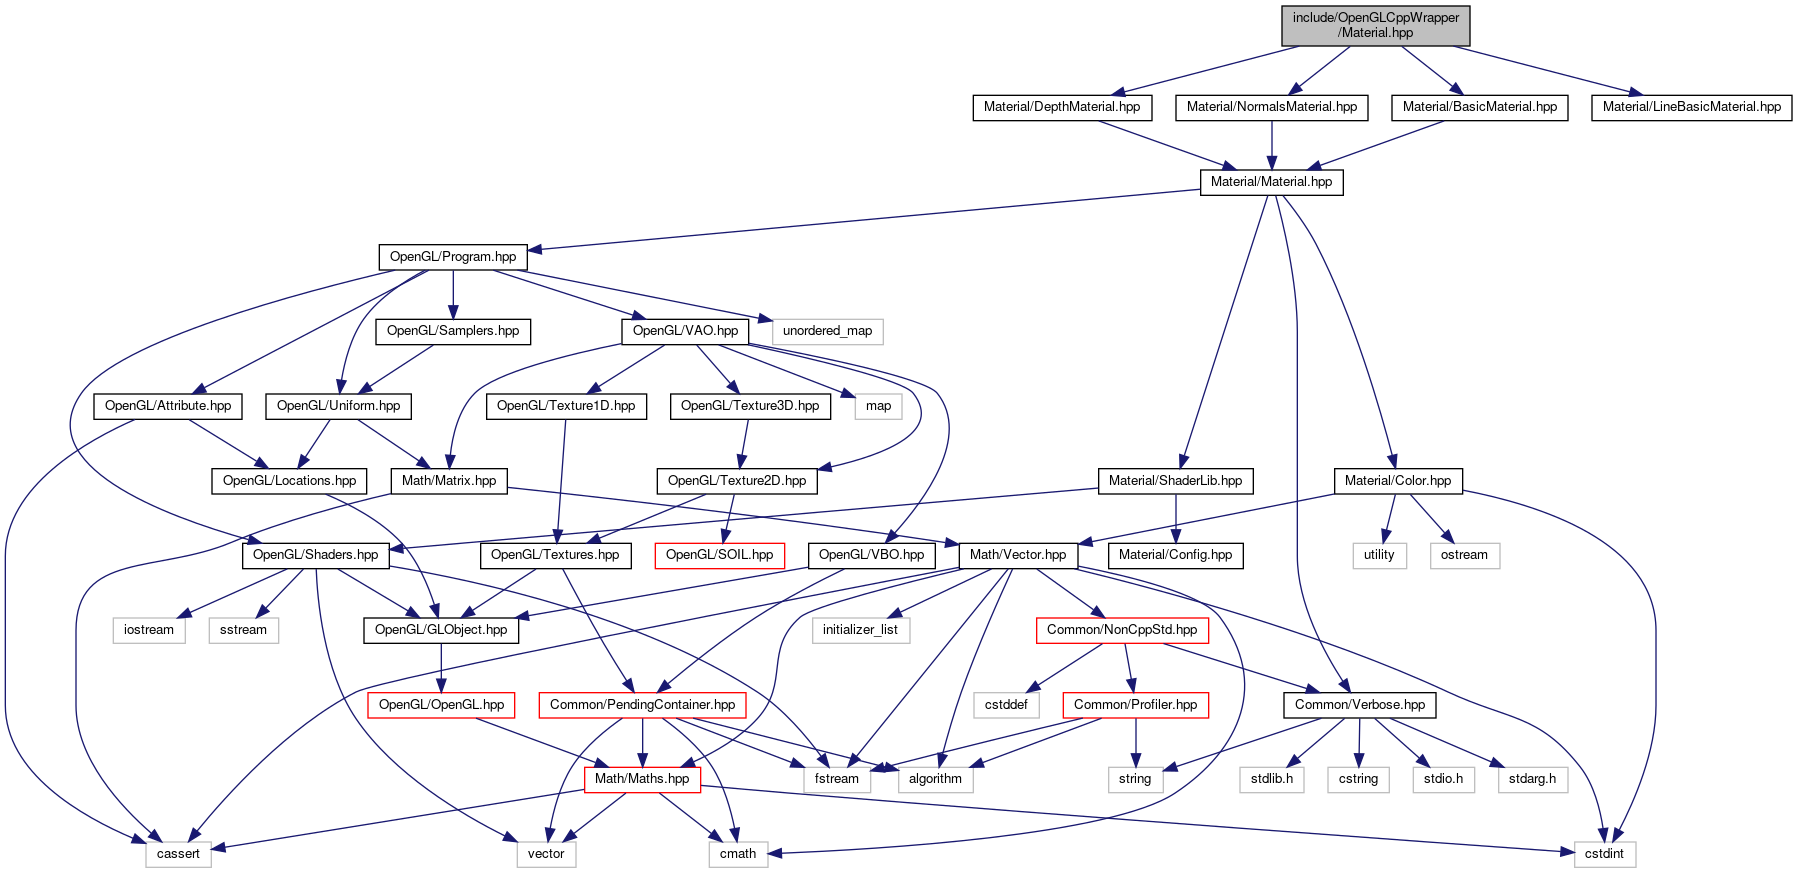 include/OpenGLCppWrapper
/Material.hpp
Material/DepthMaterial.hpp
Material/NormalsMaterial.hpp
Material/BasicMaterial.hpp
Material/LineBasicMaterial.hpp
Material/Material.hpp
OpenGL/Program.hpp
OpenGL/Samplers.hpp
OpenGL/VAO.hpp
unordered_map
OpenGL/Attribute.hpp
OpenGL/Uniform.hpp
OpenGL/Texture1D.hpp
OpenGL/Texture3D.hpp
map
OpenGL/Locations.hpp
Math/Matrix.hpp
OpenGL/Texture2D.hpp
Material/ShaderLib.hpp
Material/Color.hpp
OpenGL/Shaders.hpp
OpenGL/Textures.hpp
OpenGL/SOIL.hpp
OpenGL/VBO.hpp
Math/Vector.hpp
Material/Config.hpp
utility
ostream
iostream
sstream
OpenGL/GLObject.hpp
initializer_list
Common/NonCppStd.hpp
OpenGL/OpenGL.hpp
Common/PendingContainer.hpp
cstddef
Common/Profiler.hpp
Common/Verbose.hpp
Math/Maths.hpp
fstream
algorithm
string
stdlib.h
cstring
stdio.h
stdarg.h
cassert
vector
cmath
cstdint